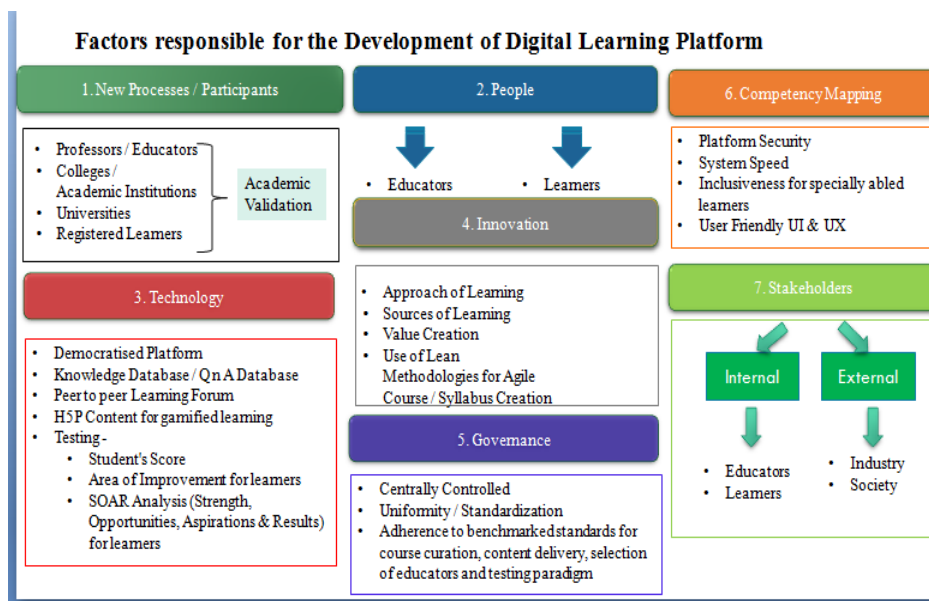 Factors responsible for the Development of Digital Learning Platform
1. New Processes / Participants
• Professors / Educators
• Colleges /
Academic Institutions
• Universities
• Registered Learners
Academic
Validation
2. People
• Educators
• Learners
3. Technology
• Democratised Platform
• Knowledge Database / Qn A Database
• Peer to peer Learning Forum
• H5P Content for gamified learning
• Testing -
• Student's Score
• Area of Improvement for learners
• SOAR Analysis (Strength,
Opportunities, Aspirations & Results)
for learners
4. Innovation
• Approach of Learning
• Sources of Learning
• Value Creation
• Use of Lean
Methodologies for Agile
Course / Syllabus Creation
5. Governance
• Centrally Controlled
• Uniformity / Standardization
• Adherence to benchmarked standards for
course curation, content delivery, selection
of educators and testing paradigm
6. Competency Mapping
• Platform Security
• System Speed
• Inclusiveness for specially abled
learners
• User Friendly UI & UX
7. Stakeholders
Internal
External
• Educators
• Learners
• Industry
• Society